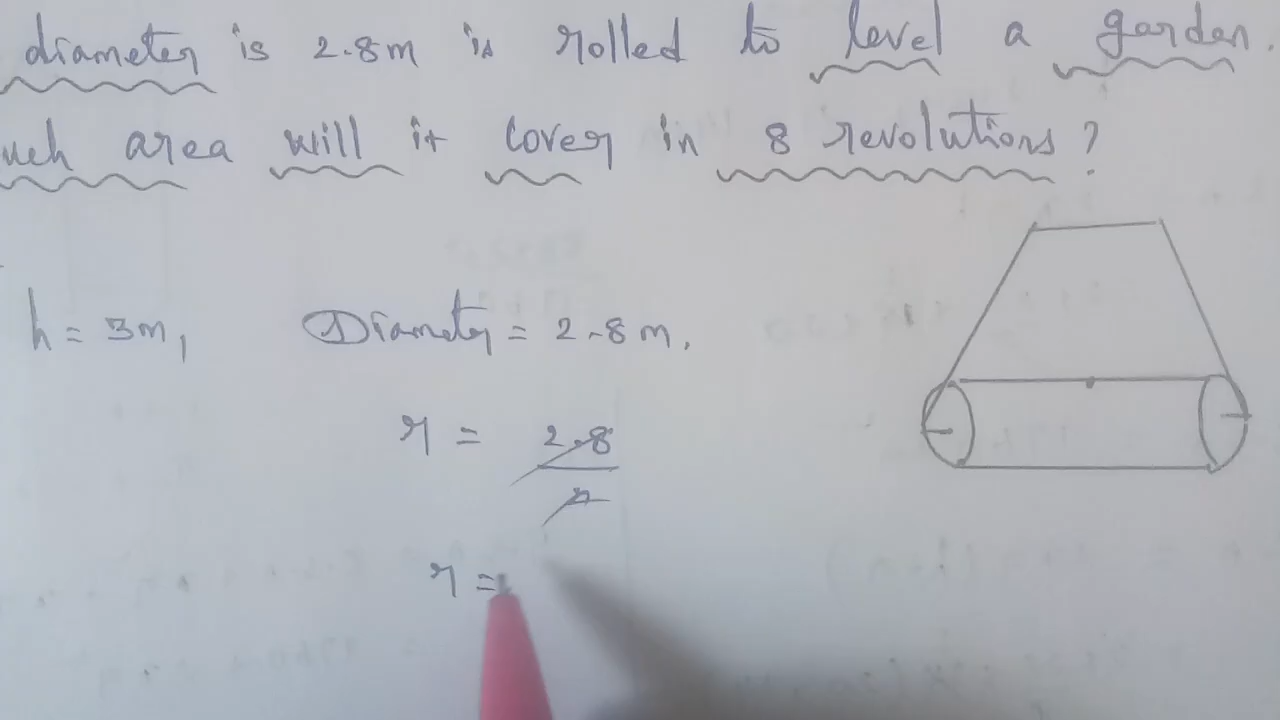 diameter is 2.8m is rolled to level a garden.
area will it cover in 8 revolutions?
h = 3m, Diameter = 2.8m.
r = 2.8
2
r =